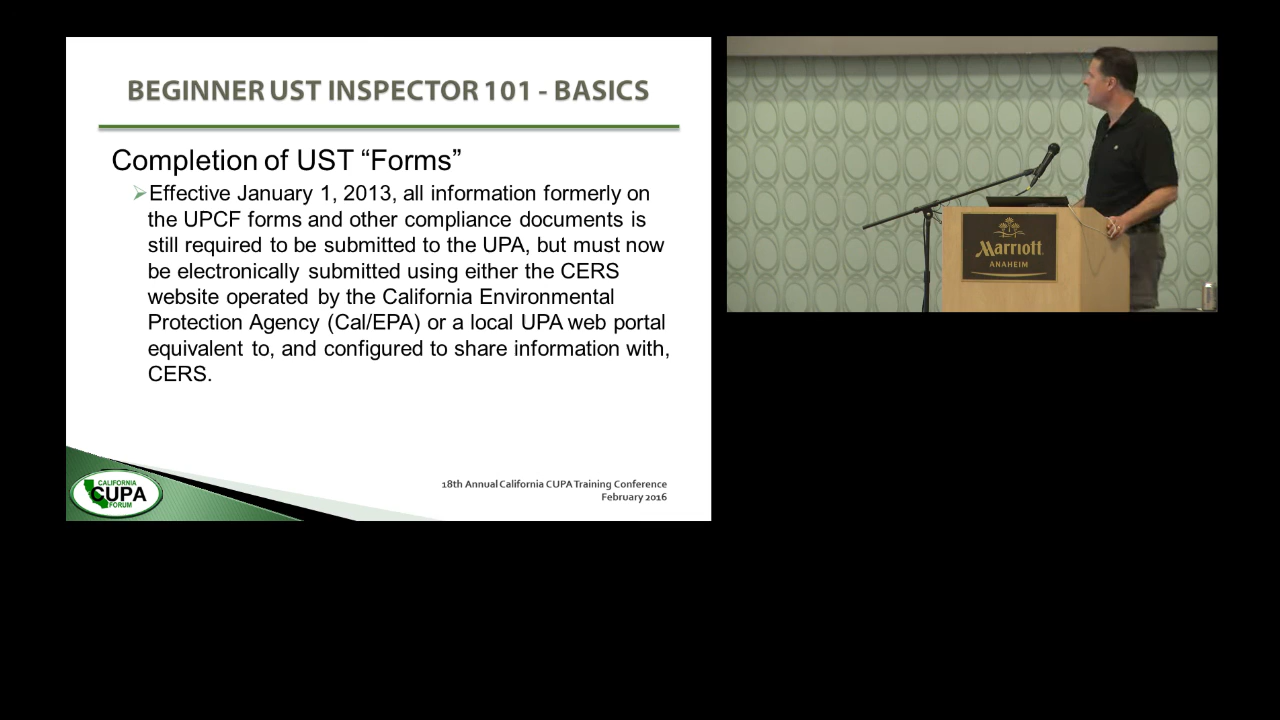 BEGINNER UST INSPECTOR 101 - BASICS
Completion of UST “Forms”
Effective January 1, 2013, all information formerly on
the UPCF forms and other compliance documents is
still required to be submitted to the UPA, but must now
be electronically submitted using either the CERS
website operated by the California Environmental
Protection Agency (Cal/EPA) or a local UPA web portal
equivalent to, and configured to share information with,
CERS.
CALIFORNIA
CUPA
FORUM
18th Annual California CUPA Training Conference
February 2016
Marriott
ANAHEIM